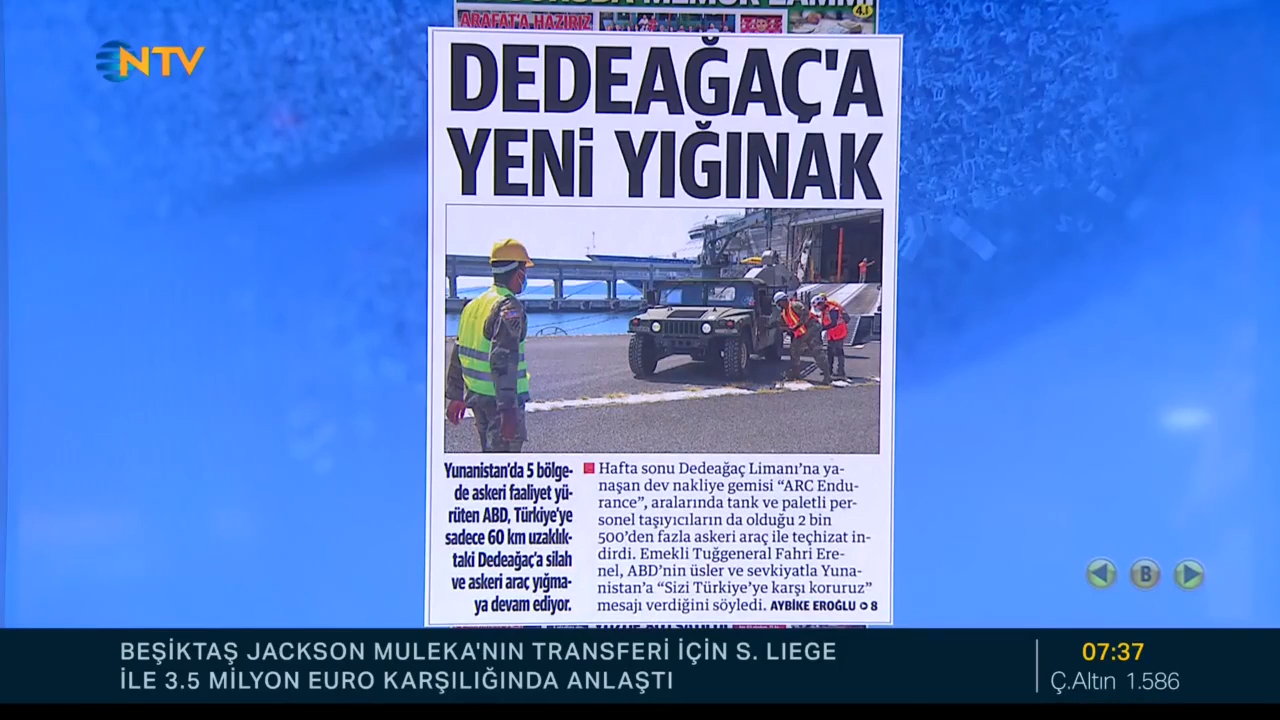 ARAFAT'A HAZIRIZ
4.1
NTV
DEDEAĞAÇ'A
YENİ YIĞINAK
Yunanistan'da 5 bölge-
de askeri faaliyet yü-
rüten ABD, Türkiye'ye
sadece 60 km uzaklık-
taki Dedeağaç'a silah
ve askeri araç yığma-
ya devam ediyor.
Hafta sonu Dedeağaç Limanı'na ya-
naşan dev nakliye gemisi “ARC Endu-
rance”, aralarında tank ve paletli per-
sonel taşıyıcıların da olduğu 2 bin
500'den fazla askeri araç ile teçhizat in-
dirdi. Emekli Tuğgeneral Fahri Ere-
nel, ABD'nin üsler ve sevkiyatla Yuna-
nistan'a “Sizi Türkiye'ye karşı koruruz”
mesajı verdiğini söyledi. AYBİKE EROĞLU 8
B
BEŞİKTAŞ JACKSON MULEKA'NIN TRANSFERİ İÇİN S. LIEGE
İLE 3.5 MİLYON EURO KARŞILIĞINDA ANLAŞTI
07:37
Ç.Altın 1.586